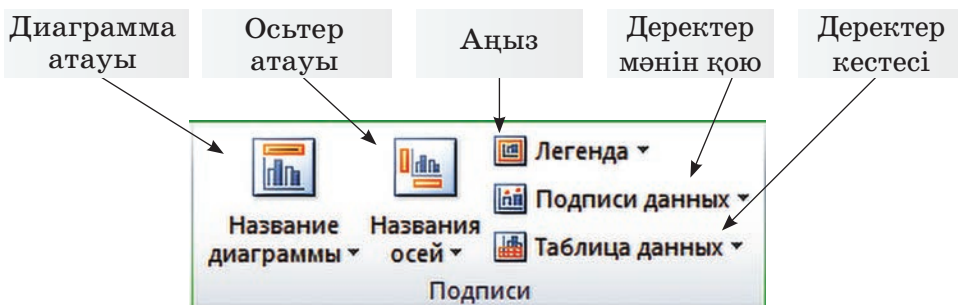 Диаграмма
атауы
Осьтер
атауы
Аңыз
Деректер
мәнін қою
Деректер
кестесі
Название
диаграммы
Названия
осей
Легенда
Подписи данных
Таблица данных
Подписи